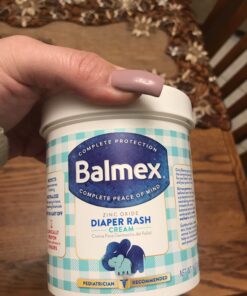 COMPLETE PROTECTION
Balmex
COMPLETE PEACE OF MIND
ZINC OXIDE
DIAPER RASH
CREAM
PEDIATRICIAN
RECOMMENDED